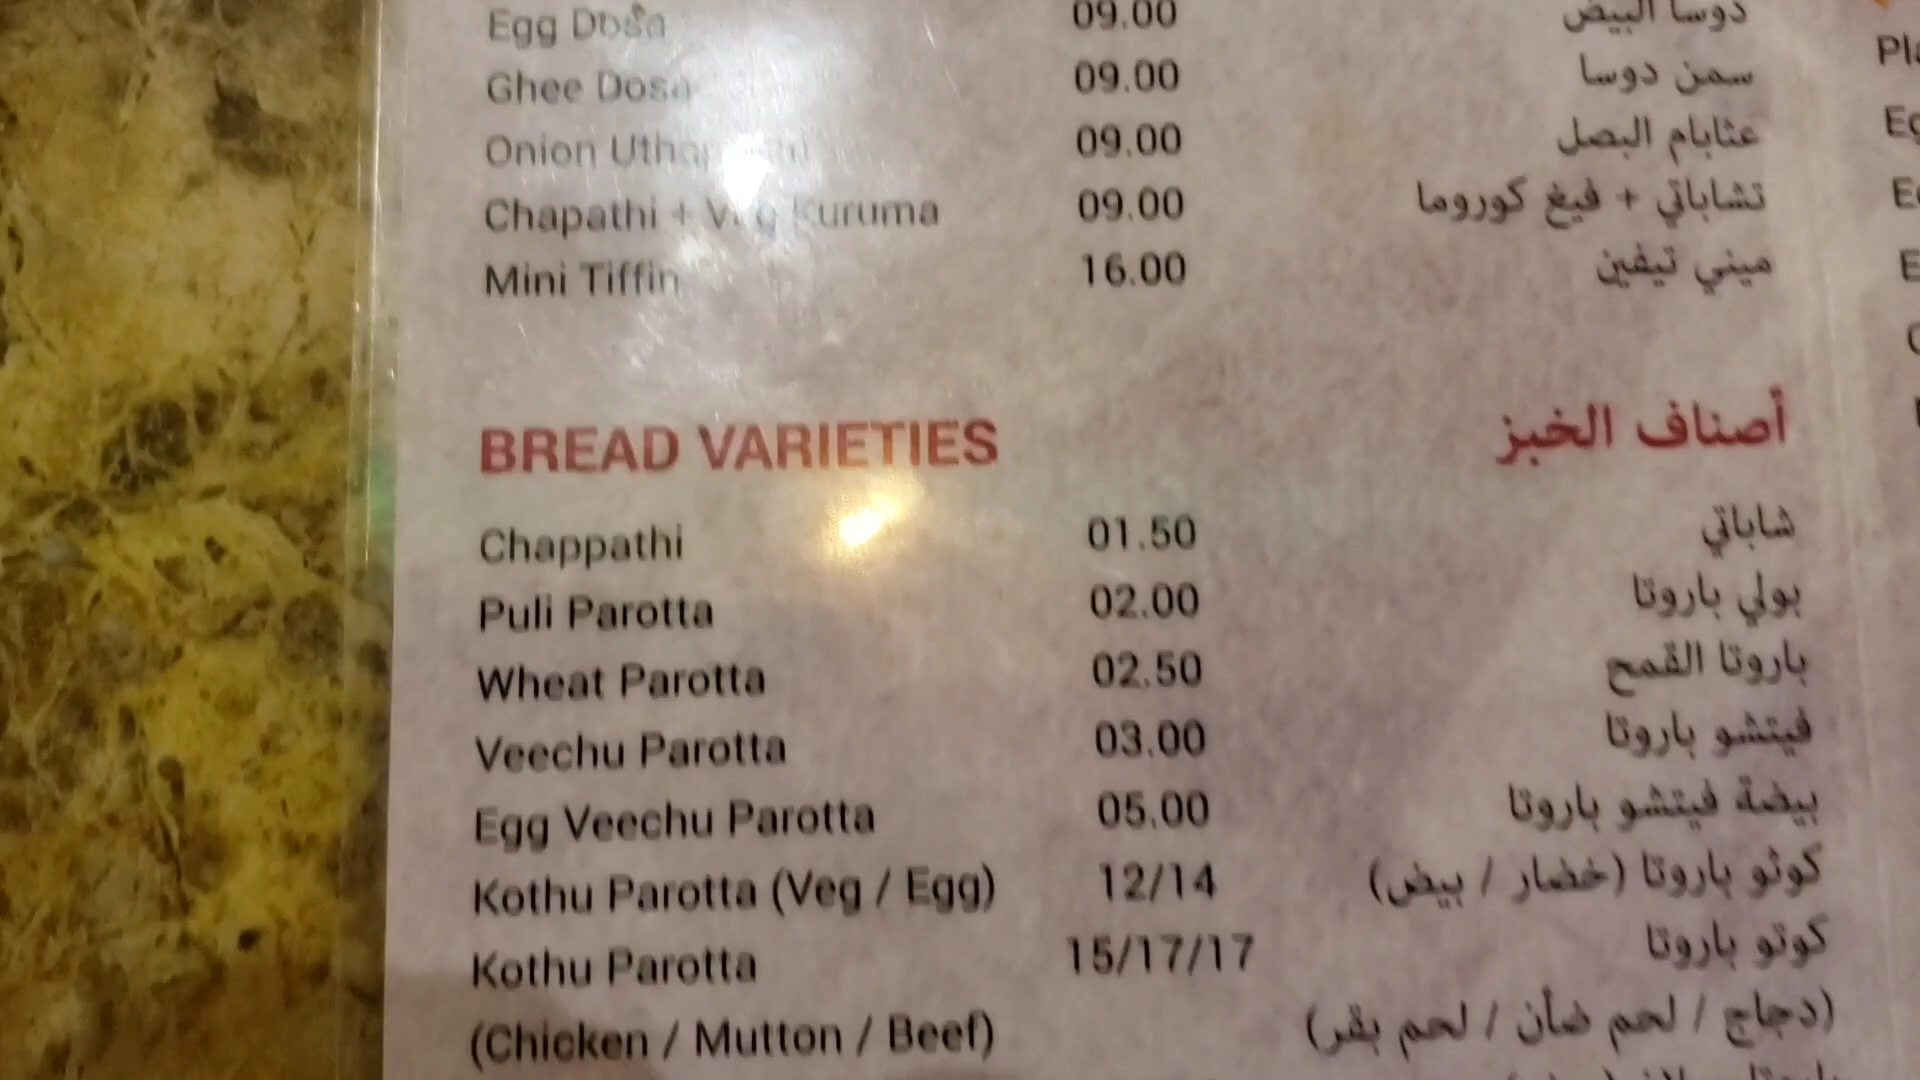 Egg Dosa 09.00 دوسا البيض
Ghee Dosa 09.00 سمن دوسا
Onion 09.00 عثابام البصل
Chapathi + Veg Kuruma 09.00 تشاباتي + فيغ كوروما
Mini Tiffin 16.00 ميني تيفين
BREAD VARIETIES أصناف الخبز
Chappathi 01.50 شاباتي
Puli Parotta 02.00 بولي باروتا
Wheat Parotta 02.50 باروتا القمح
Veechu Parotta 03.00 فيتشو باروتا
Egg Veechu Parotta 05.00 بيضة فيتشو باروتا
Kothu Parotta (Veg / Egg) 12/14 كوثو باروتا (خضار / بيض)
Kothu Parotta 15/17/17 كوتو باروتا
(Chicken / Mutton / Beef) (دجاج / لحم ضأن / لحم بقر)